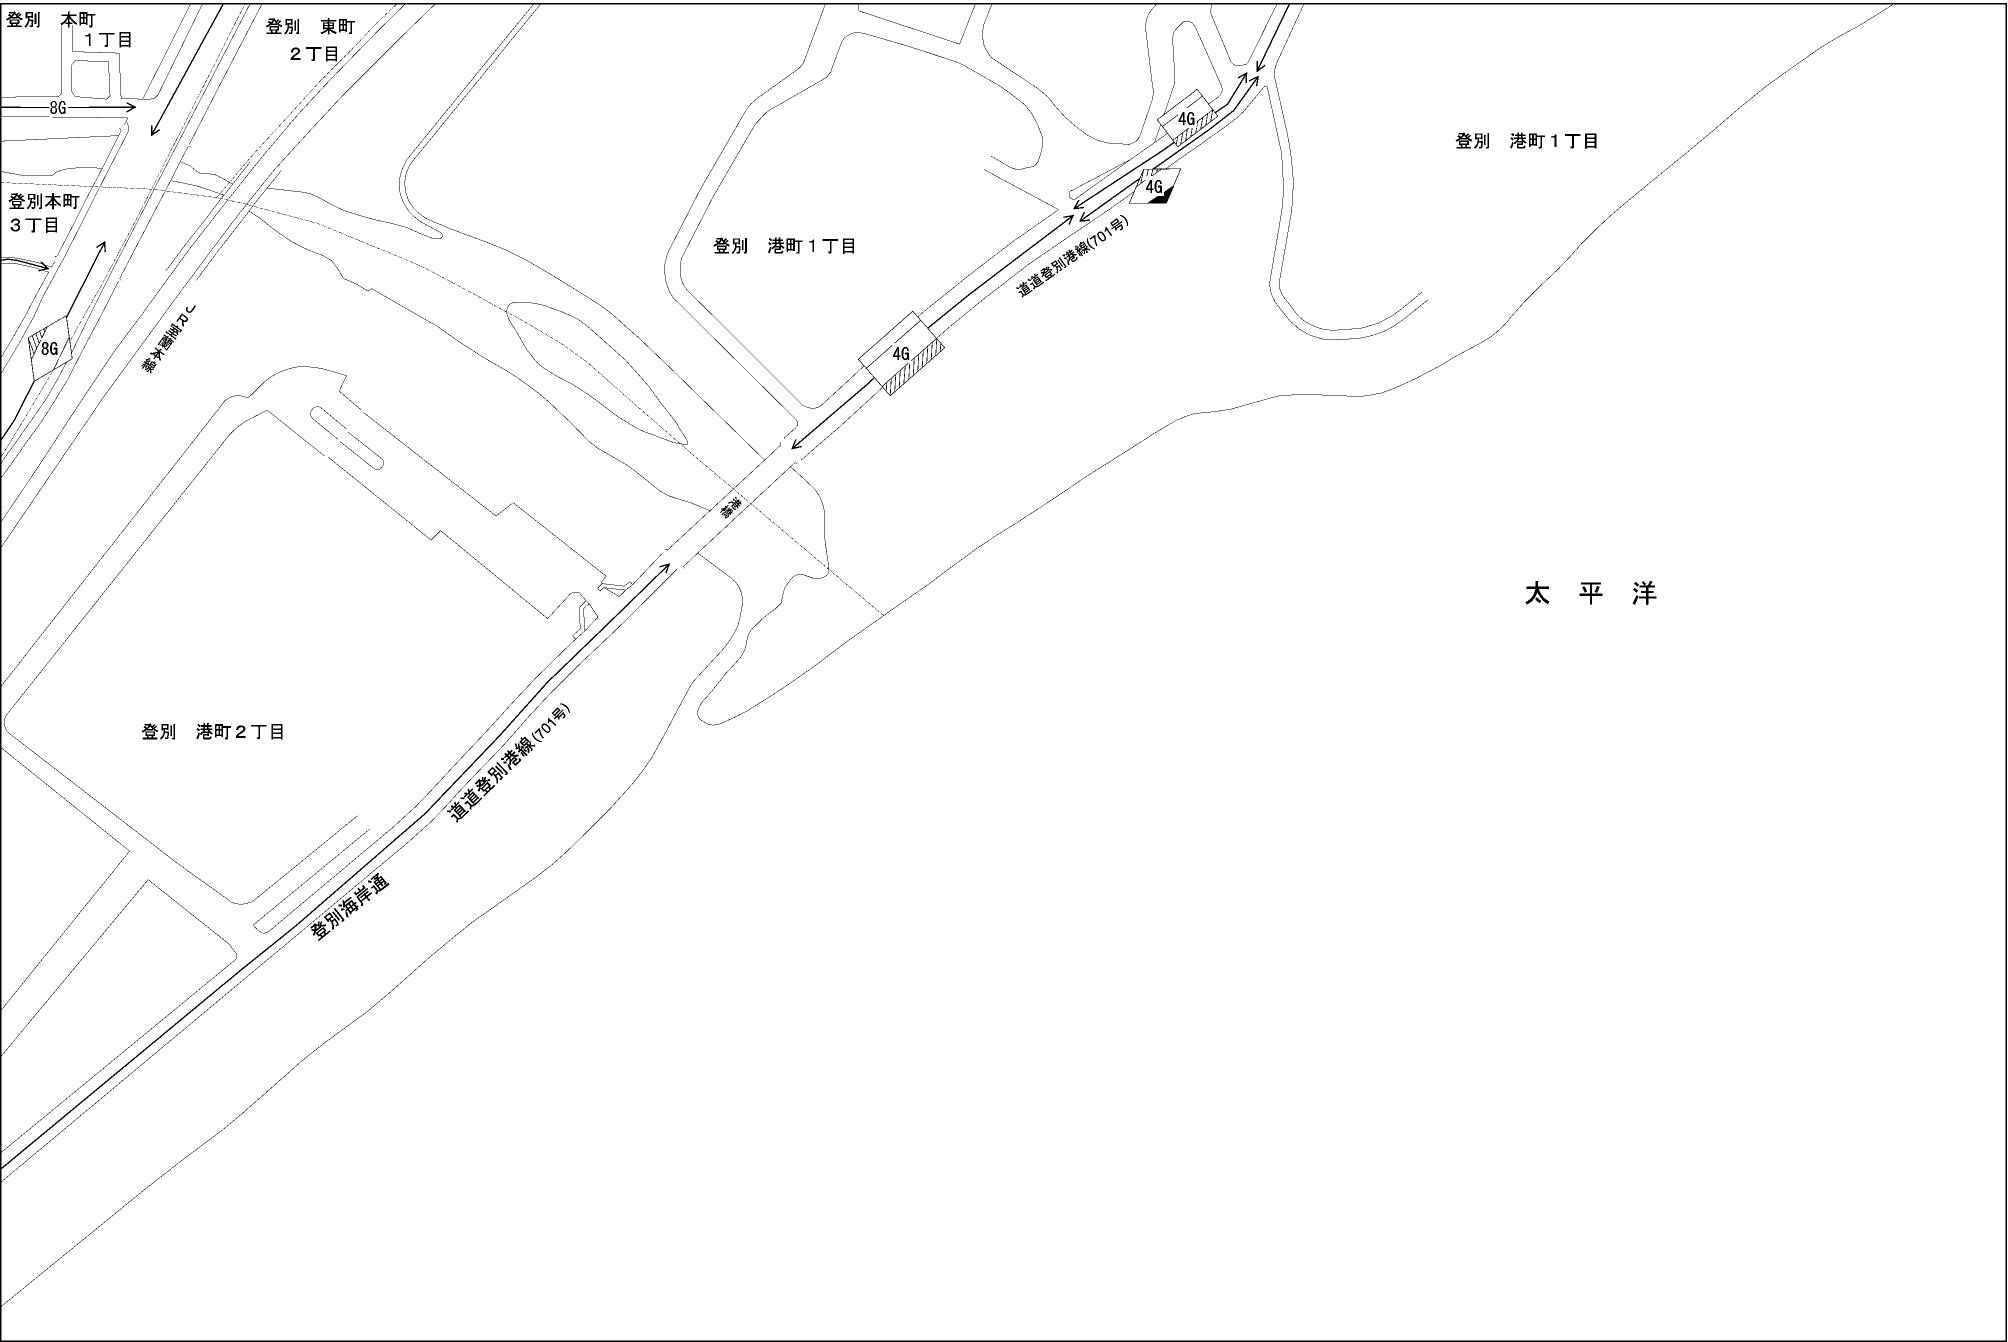 登別　本町
１丁目
登別　東町
２丁目
8G
4G
登別　港町１丁目
4G
登別本町
３丁目
登別　港町１丁目
道道登別港線(701号)
ＪＲ室蘭本線
8G
4G
港橋
太　平　洋
登別　港町２丁目
道道登別港線(701号)
登別海岸通